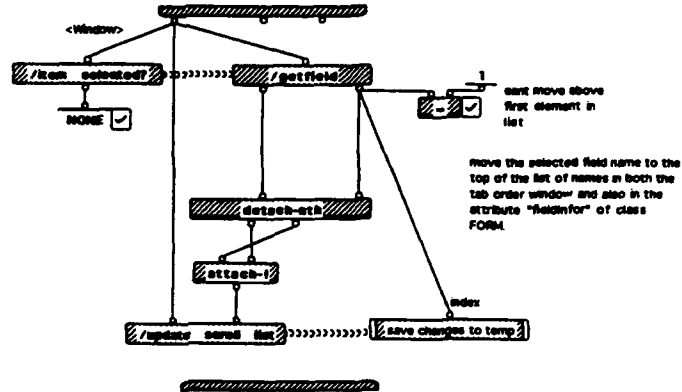 <Window>
/item selected?
/getfield
1
cant move above
first element in
list
NONE
=
move the selected field name to the
top of the list of names in both the
tab order window and also in the
attribute "fieldinfor" of class
FORM.
detach-nth
attach-l
index
/update scroll list
save changes to temp